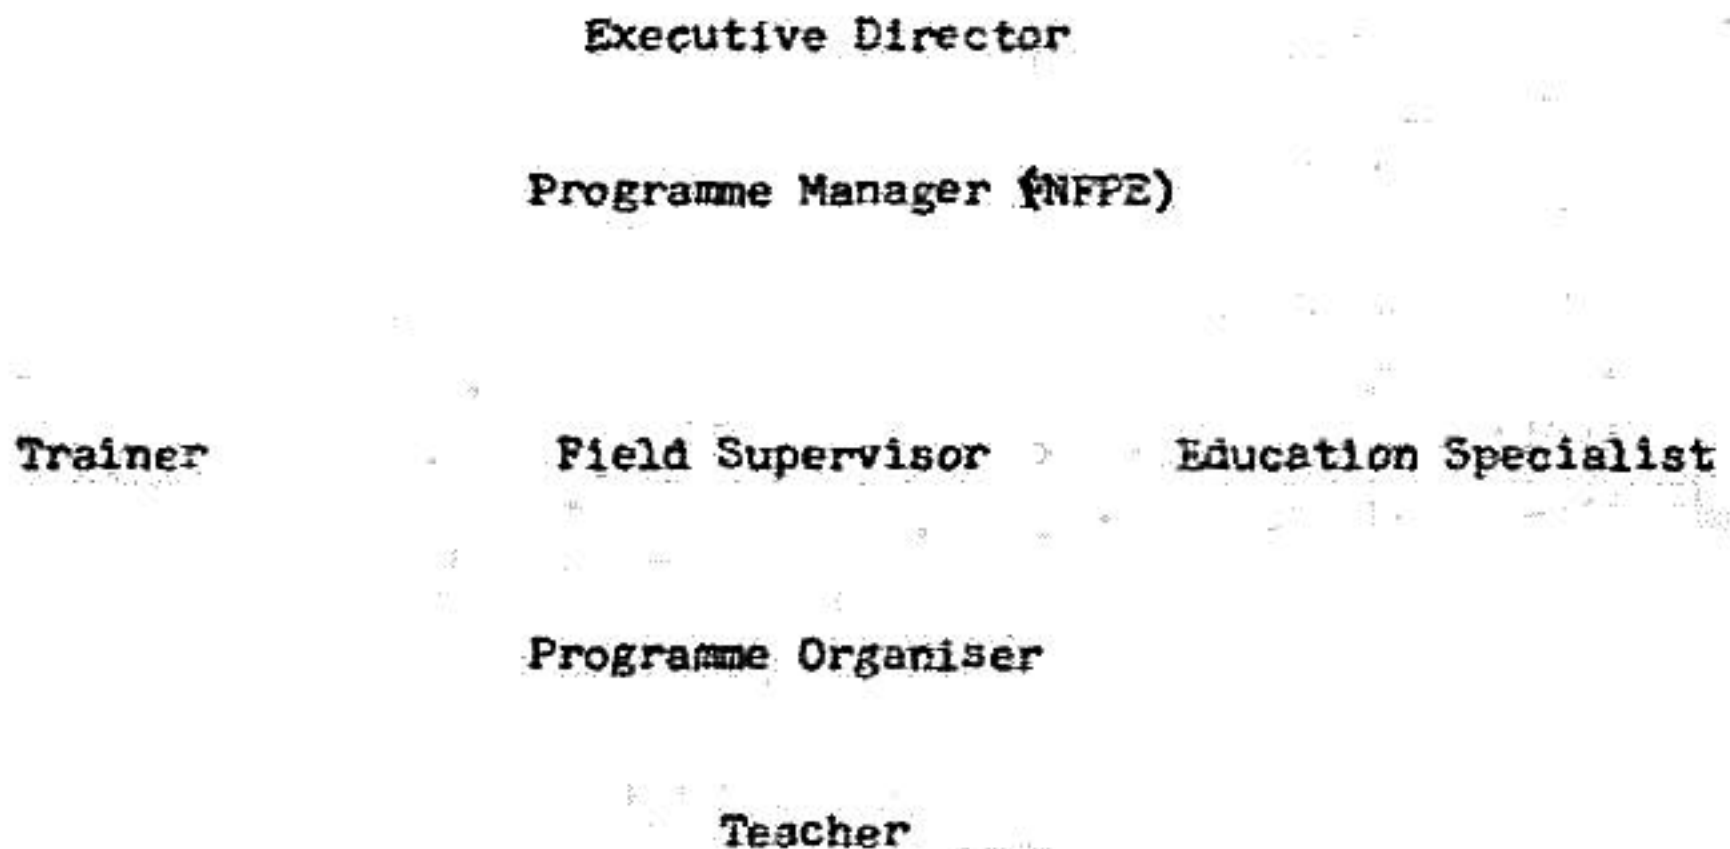 Executive Director
Programme Manager (NFPE)
Trainer Field Supervisor Education Specialist
Programme Organiser
Teacher